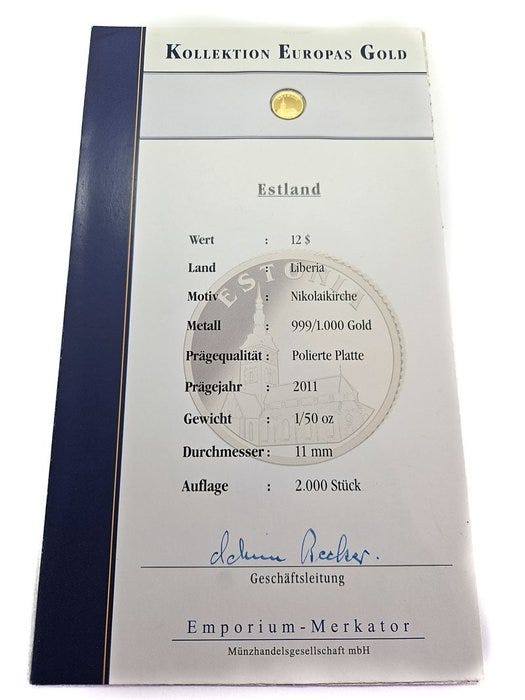 KOLLEKTION EUROPAS GOLD
Estland
Wert : 12 $
Land : Liberia
Motiv : Nikolaikirche
Metall : 999/1.000 Gold
Prägequalität : Polierte Platte
Prägejahr : 2011
Gewicht : 1/50 oz
Durchmesser : 11 mm
Auflage : 2.000 Stück
ESTONIA
Geschäftsleitung
Emporium-Merkator
Münzhandelsgesellschaft mbH